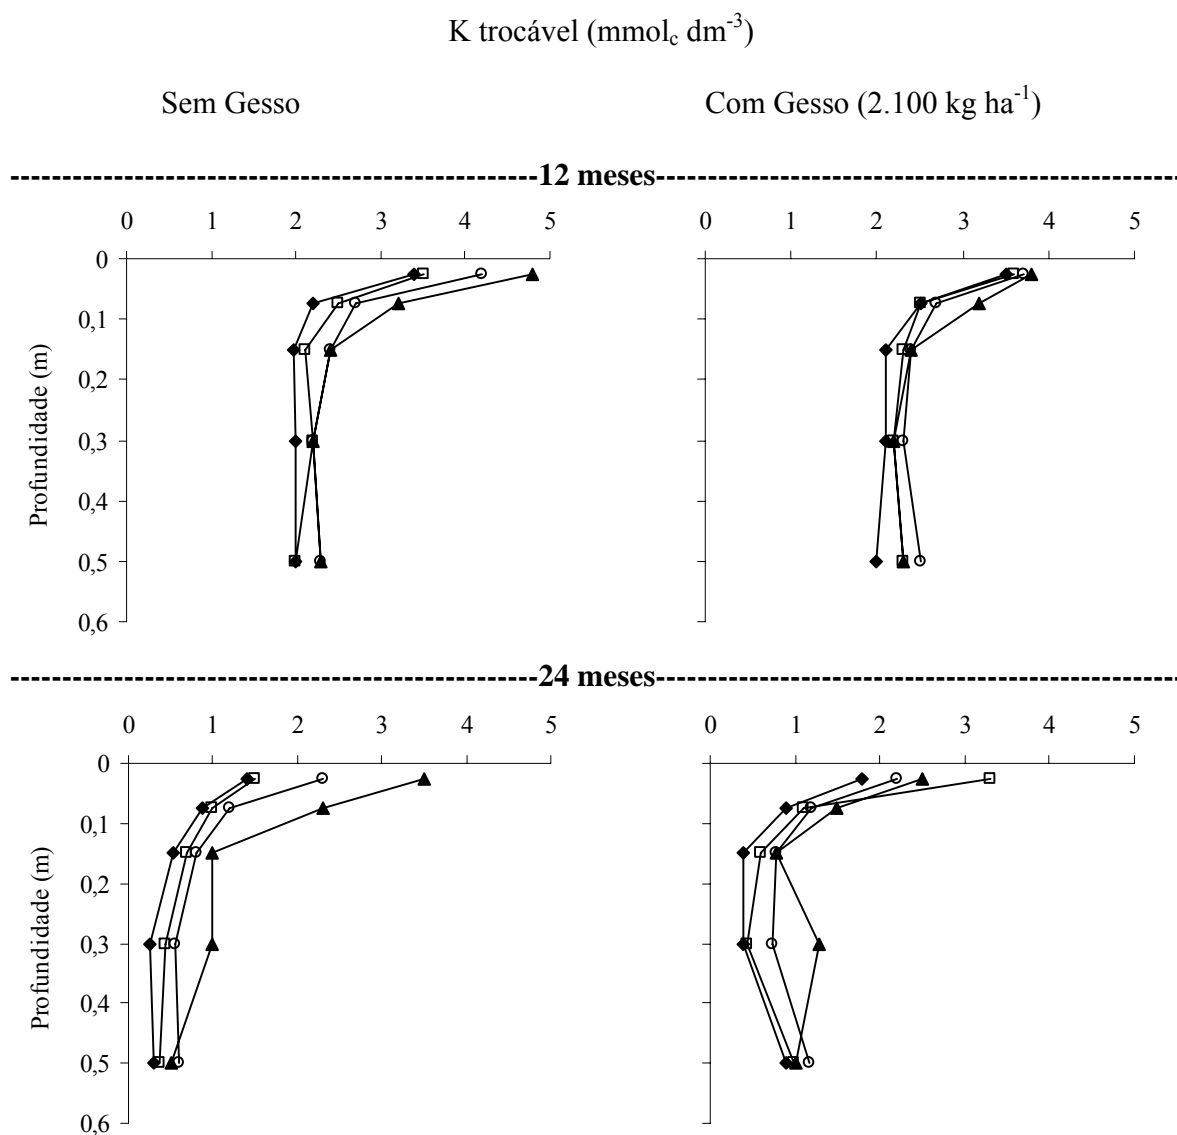 K trocável (mmolc dm-3)
Sem Gesso Com Gesso (2.100 kg ha-1)
12 meses
0 1 2 3 4 5 0 1 2 3 4 5
0
0,1
0,2
0,3
0,4
0,5
0,6
Profundidade (m)
24 meses
0 1 2 3 4 5 0 1 2 3 4 5
0
0,1
0,2
0,3
0,4
0,5
0,6
Profundidade (m)